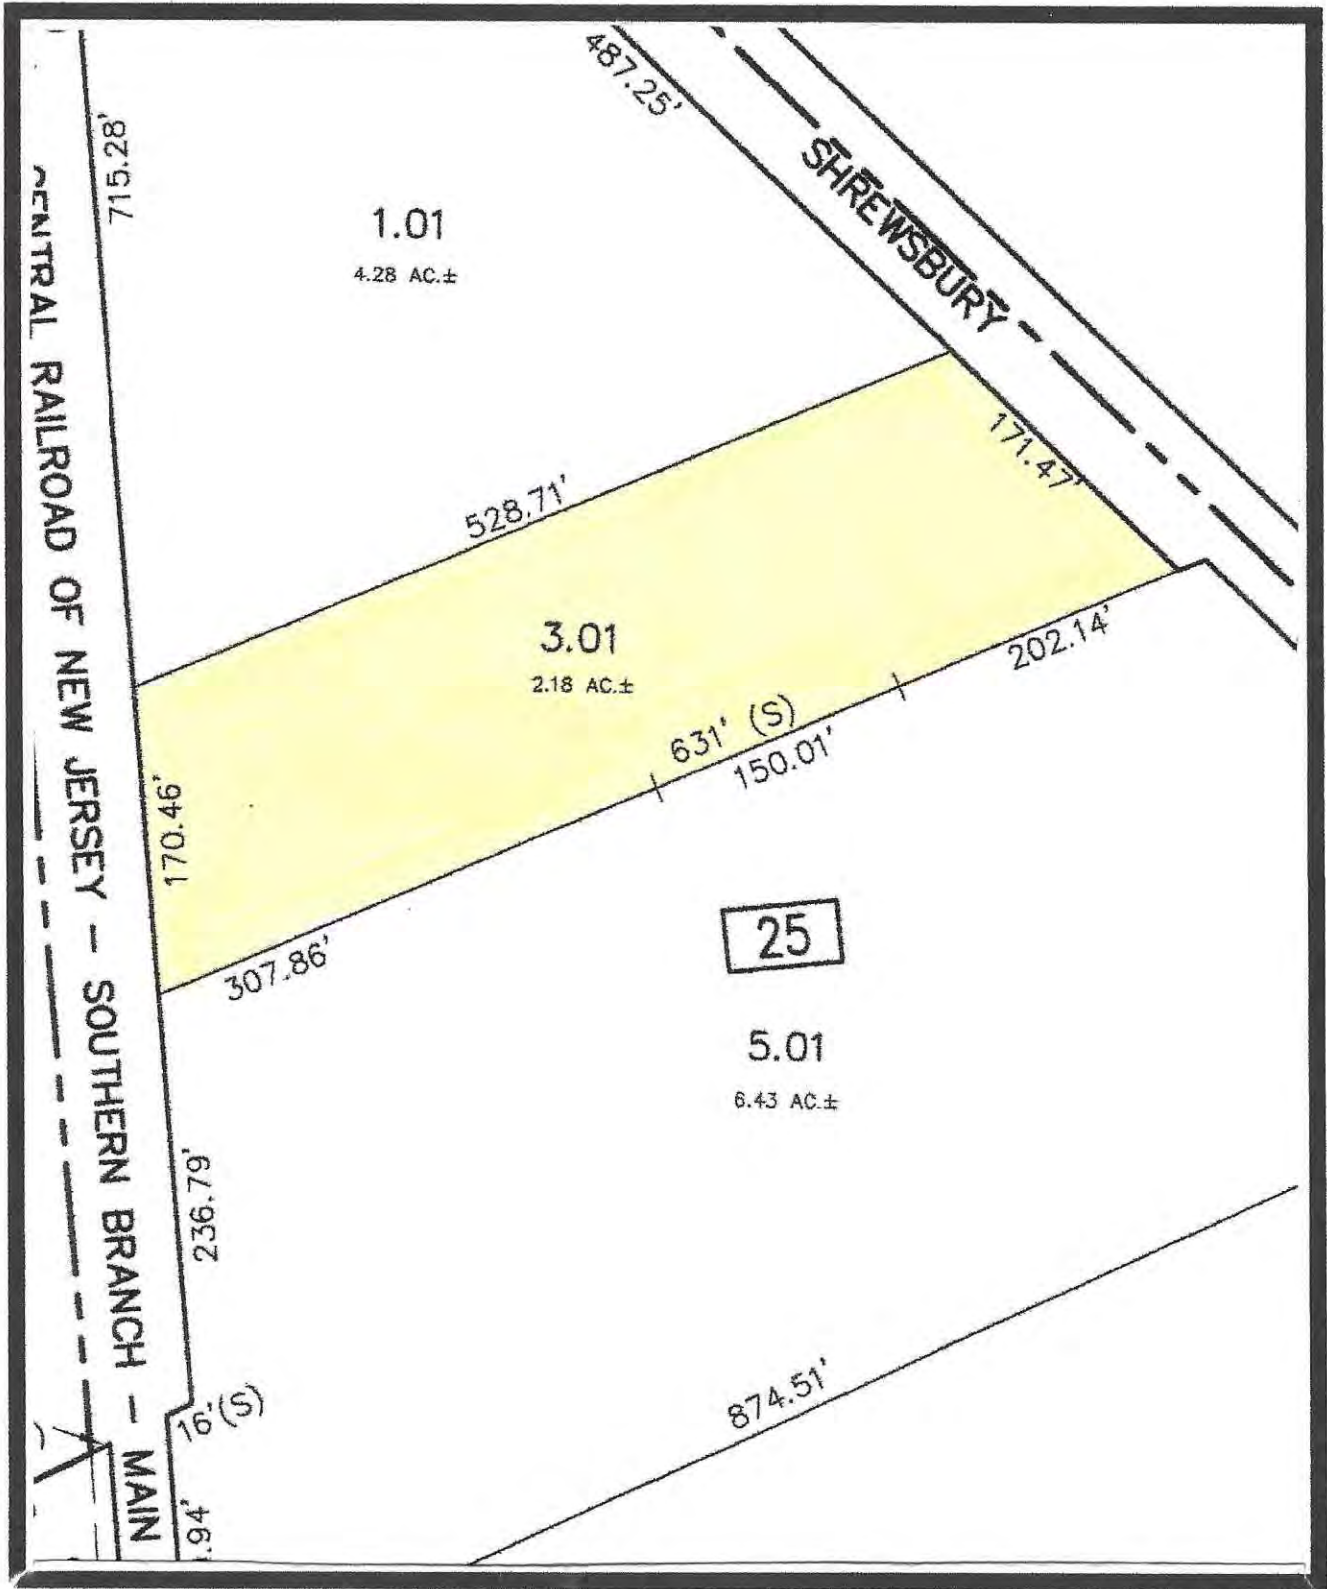 487.25'
715.28'
SHREWSBURY
1.01
4.28 AC.±
171.47'
528.71'
3.01
2.18 AC.±
202.14'
631' (S)
150.01'
170.46'
307.86'
25
5.01
6.43 AC.±
RAILROAD OF NEW JERSEY - SOUTHERN BRANCH - MAIN
236.79'
16'(S)
874.51'
.94'